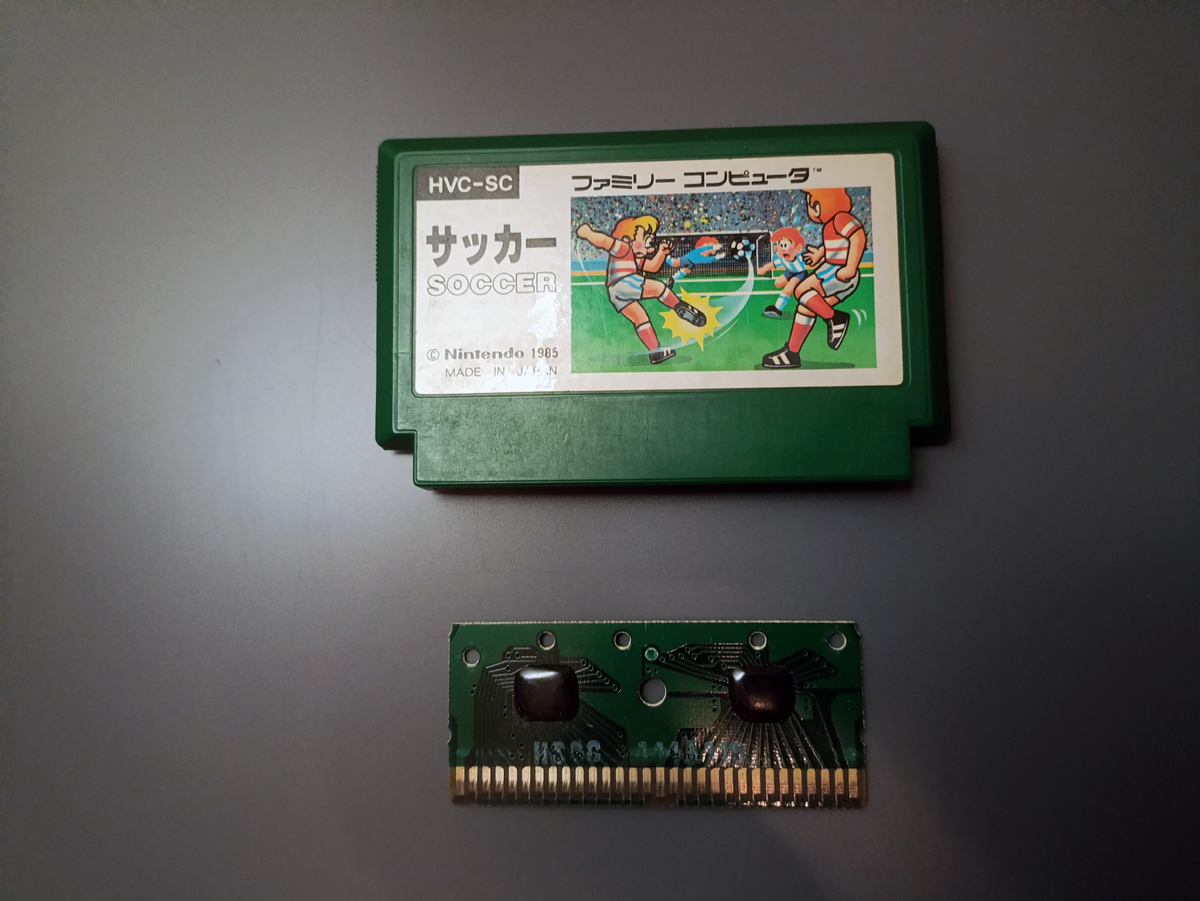 HVC-SC
ファミリー コンピュータ™
サッカー
SOCCER
© Nintendo 1985
MADE IN JAPAN